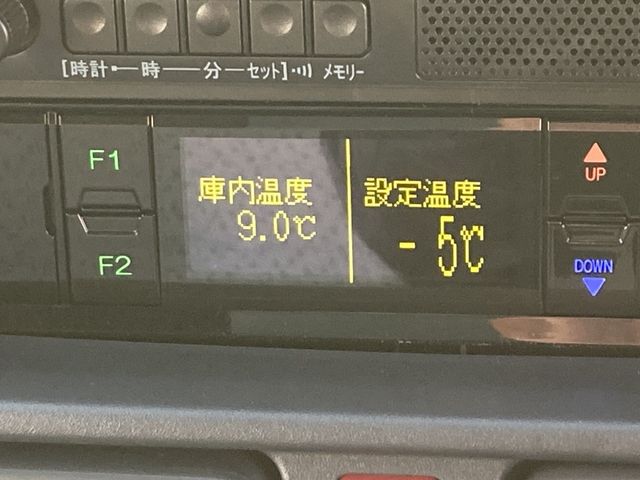 [時計•時—分—セット]•))) メモリー
F1
F2
庫内温度
9.0℃
設定温度
-5℃
UP
DOWN